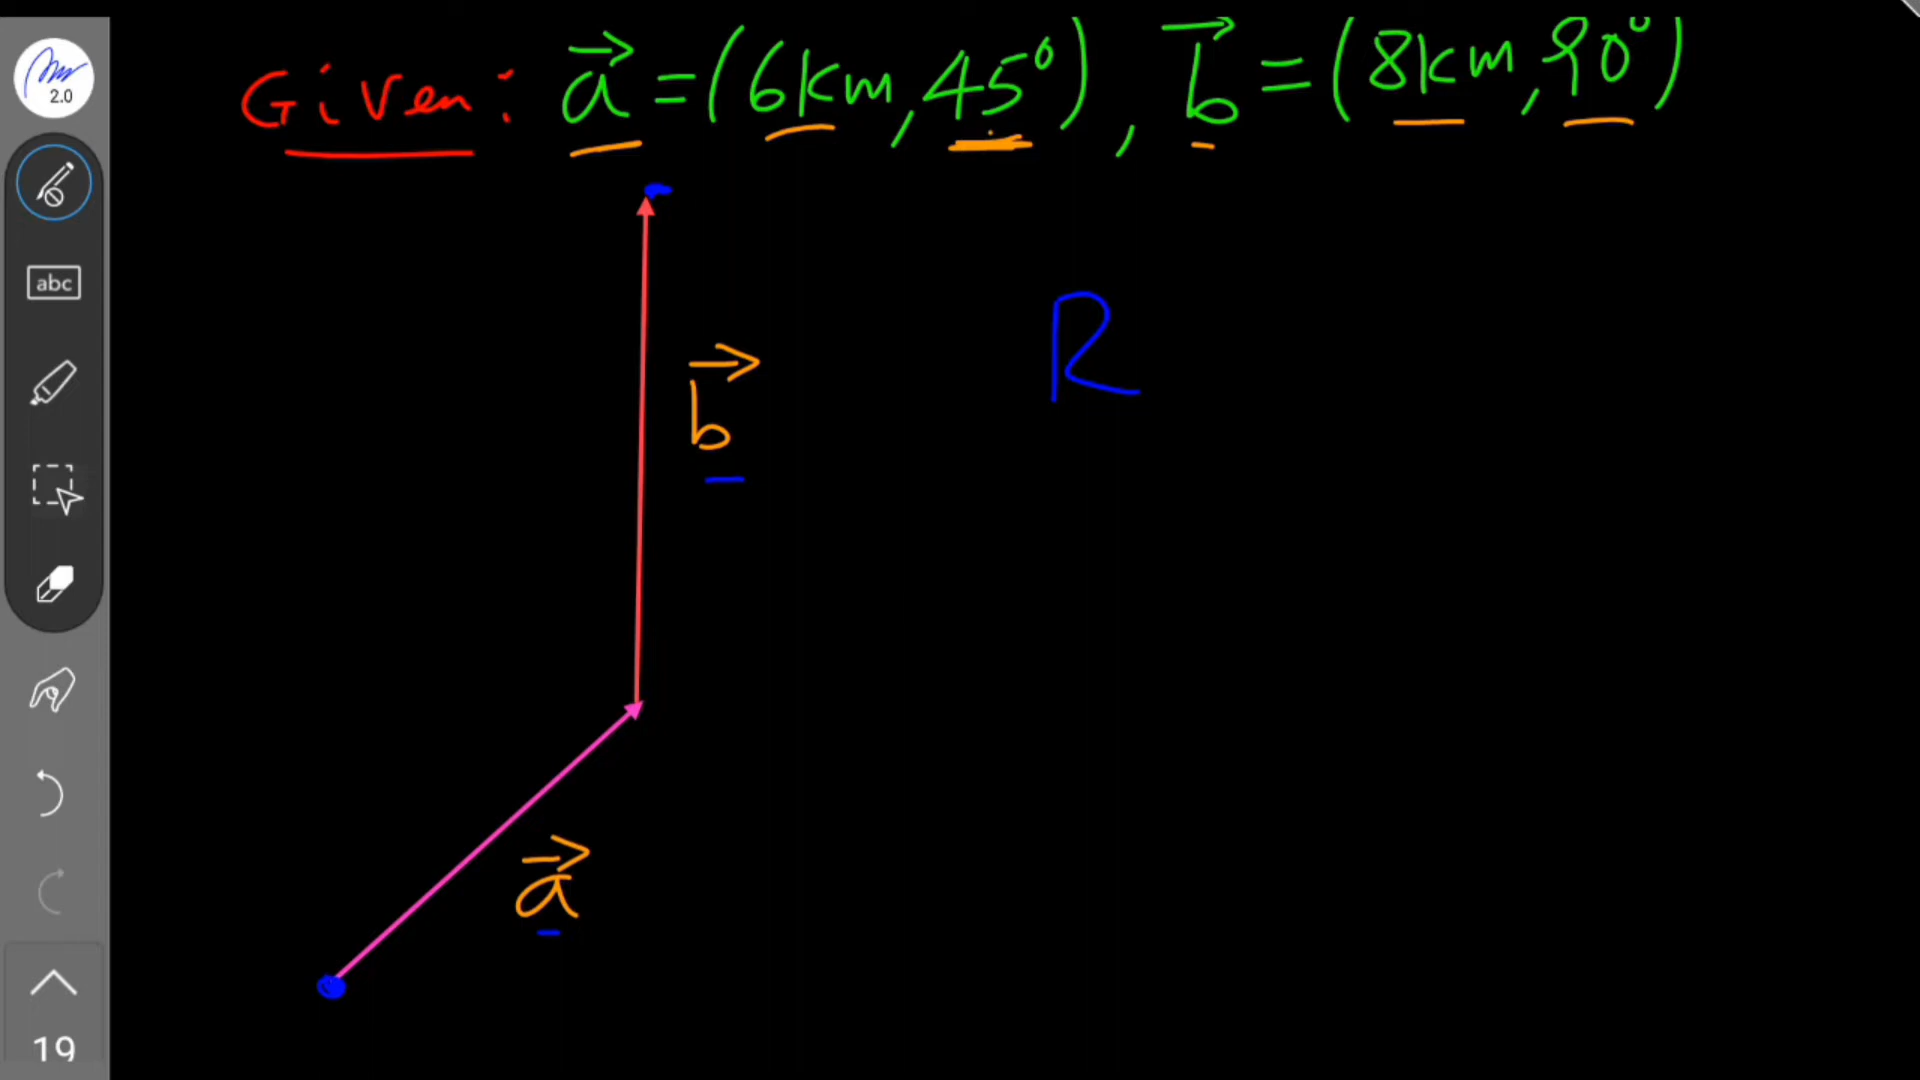 Given: a⃗ = (6km, 45°), b⃗ = (8km, 90°)
2.0
abc
R
b⃗
a⃗
19